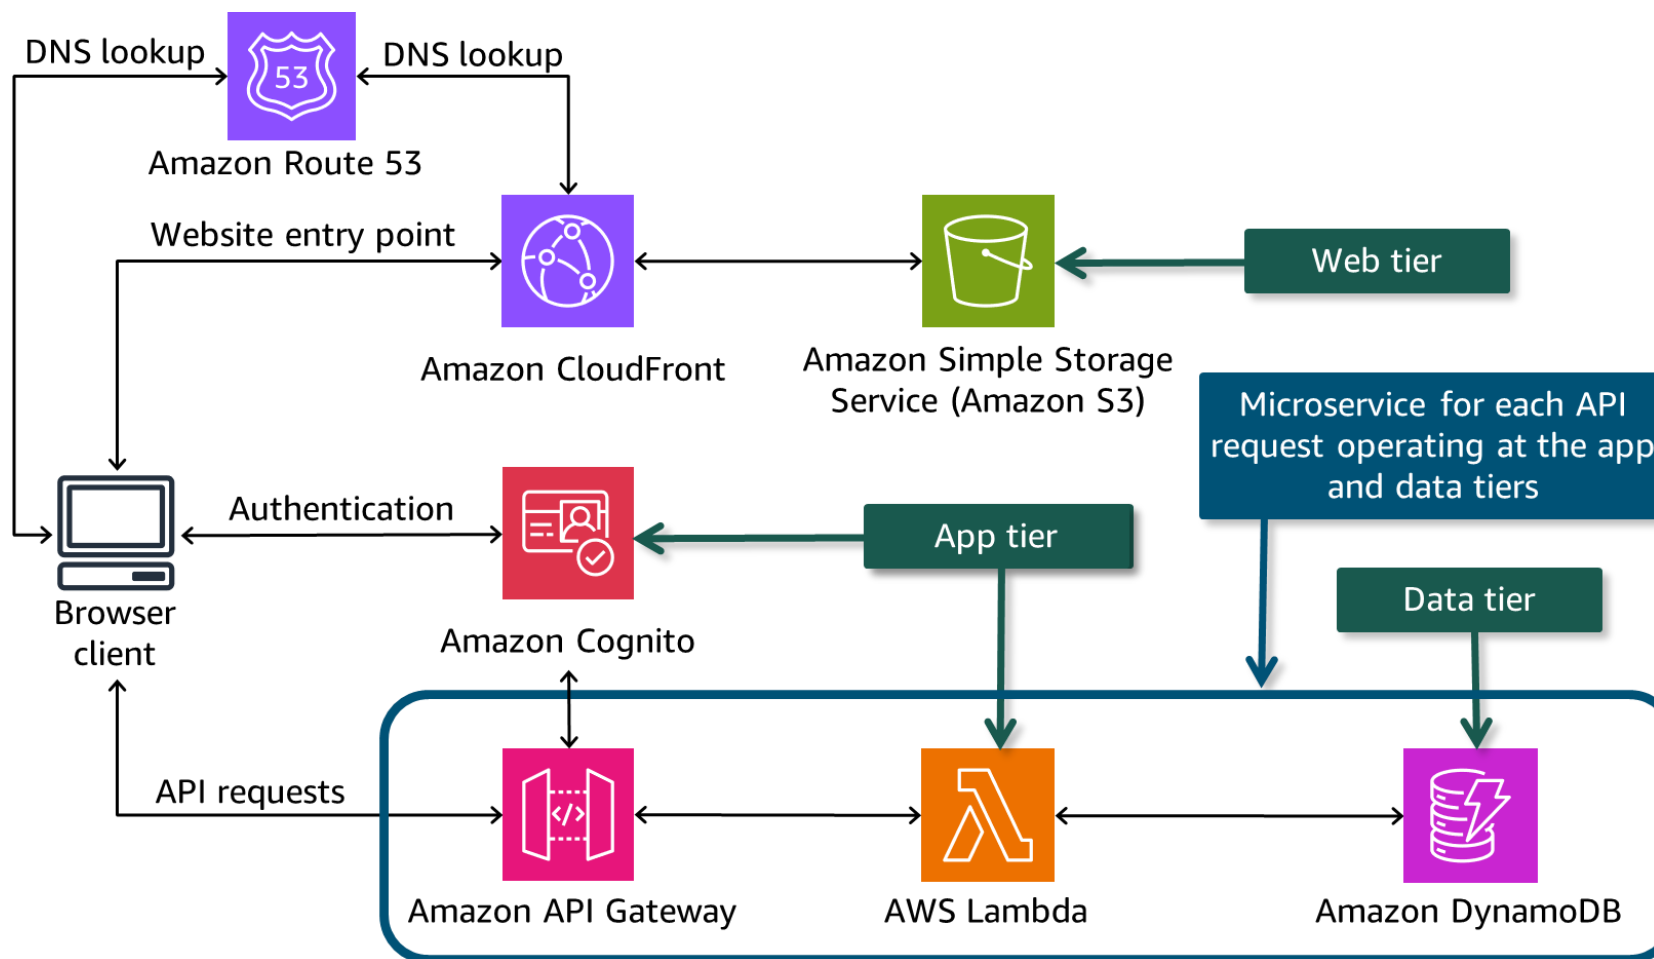 DNS lookup
DNS lookup
53
Amazon Route 53
Website entry point
Web tier
Amazon CloudFront
Amazon Simple Storage
Service (Amazon S3)
Microservice for each API
request operating at the app
and data tiers
Authentication
App tier
Data tier
Browser
client
Amazon Cognito
API requests
</>
Amazon API Gateway
AWS Lambda
Amazon DynamoDB